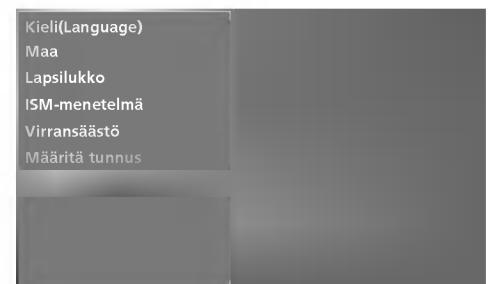 Kieli(Language)
Maa
Lapsilukko
ISM-menetelmä
Virransäästö
Määritä tunnus